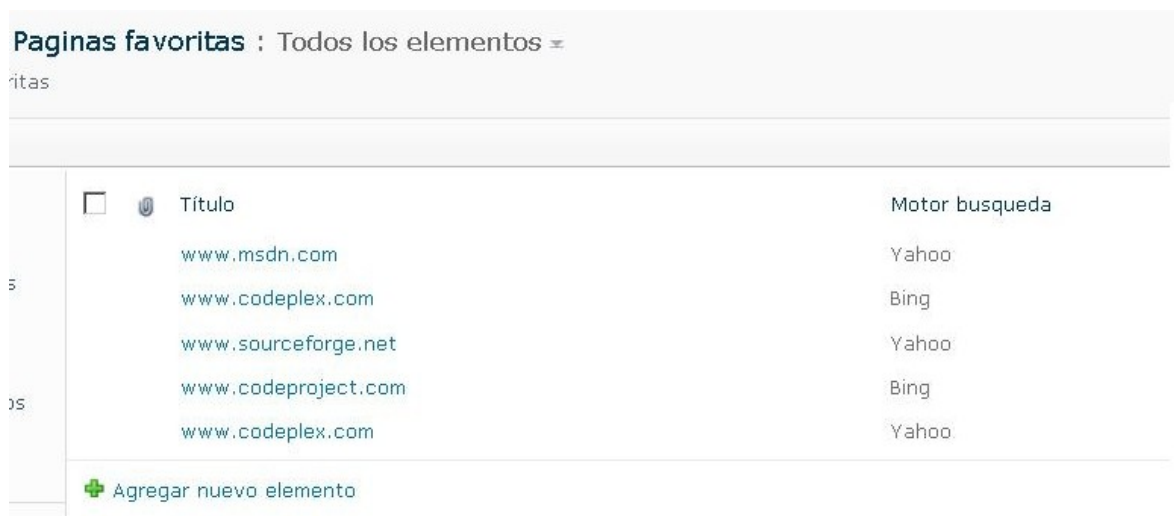 Paginas favoritas : Todos los elementos
ritas
Título Motor busqueda
www.msdn.com Yahoo
s
www.codeplex.com Bing
www.sourceforge.net Yahoo
www.codeproject.com Bing
os
www.codeplex.com Yahoo
Agregar nuevo elemento